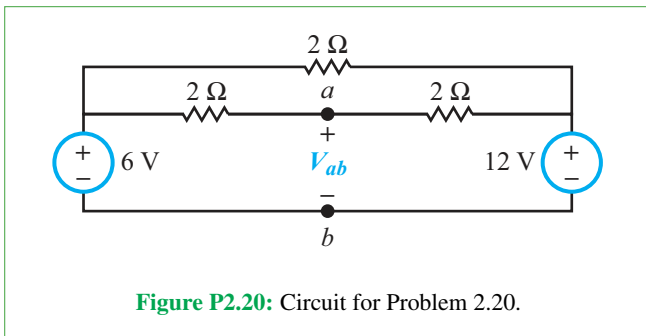 2 Ω
2 Ω
a
2 Ω
+
+
+
6 V
V_ab
12 V
−
−
−
b
Figure P2.20: Circuit for Problem 2.20.